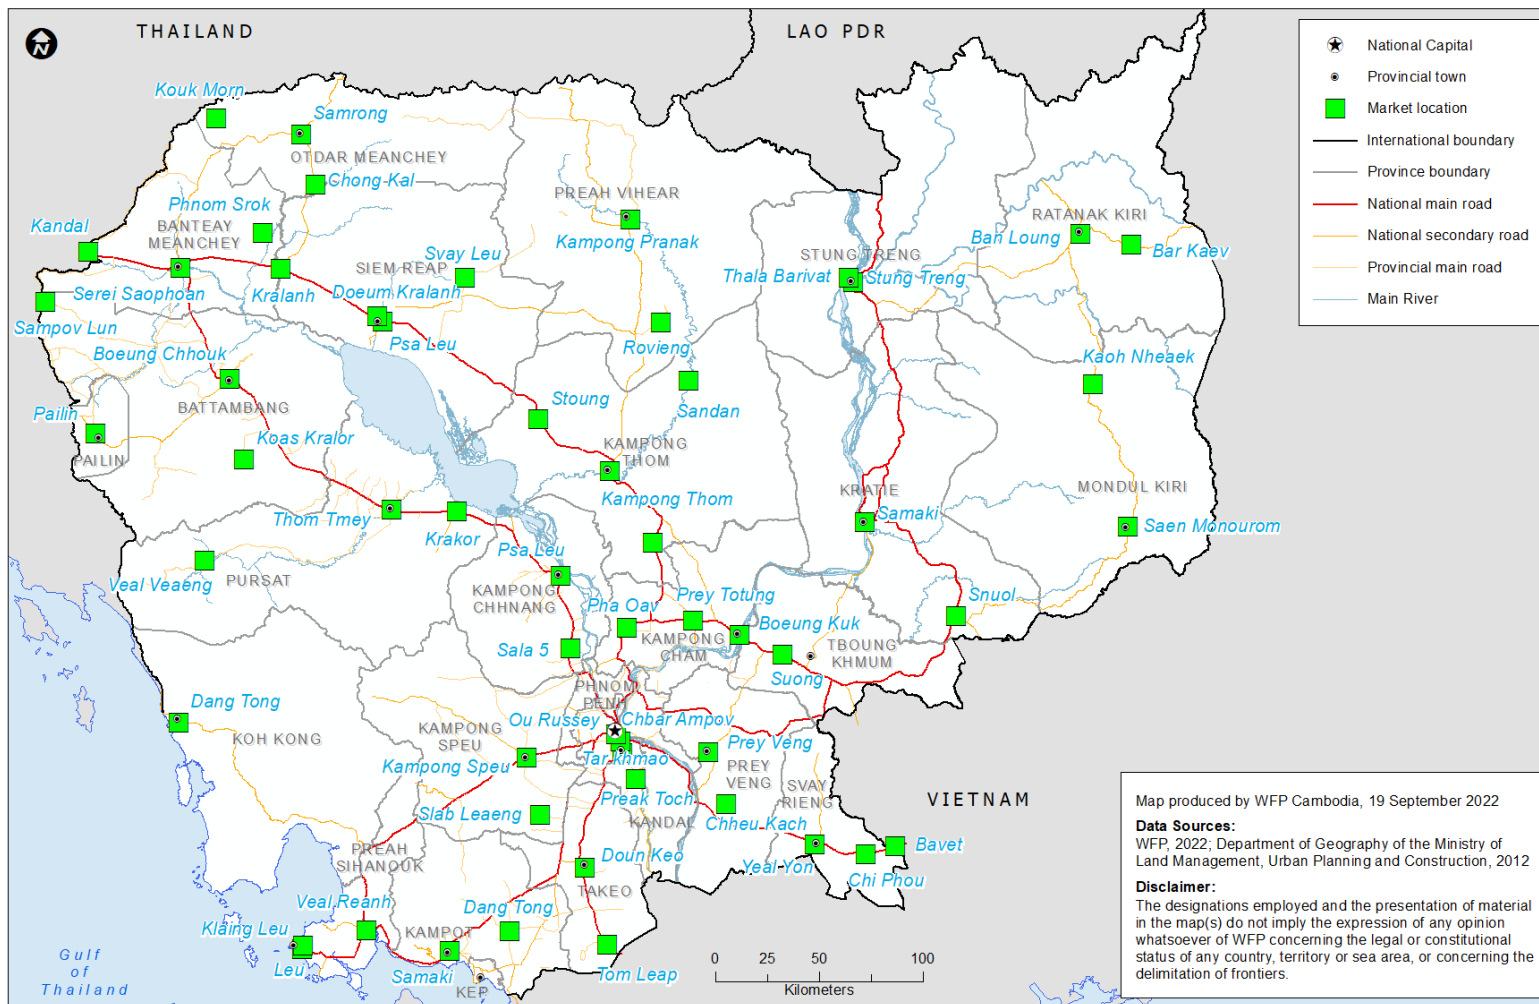 THAILAND
LAO PDR
N
National Capital
Provincial town
Market location
International boundary
Province boundary
National main road
National secondary road
Provincial main road
Main River
Kouk Morn
Samrong
OTDAR MEANCHEY
Chong Kal
PREAH VIHEAR
Phnom Srok
RATANAK KIRI
Kandal
BANTEAY
MEANCHEY
Kampong Pranak
Ban Loung
Bar Kaev
Svay Leu
STUNG TRENG
SIEM REAP
Thala Barivat
Stung Treng
Serei Saophoan
Kralanh
Doeum Kralanh
Sampov Lun
Psa Leu
Rovieng
Boeung Chhouk
Kaoh Nheaek
Pailin
BATTAMBANG
Stoung
Sandan
Koas Kralor
KAMPONG
THOM
PAILIN
Kampong Thom
KRATIE
MONDUL KIRI
Thom Tmey
Samaki
Saen Monourom
Krakor
Psa Leu
Veal Veaeng
PURSAT
KAMPONG
CHHNANG
Pha Oav
Prey Totung
Snuol
Boeung Kuk
Sala 5
KAMPONG
CHAM
TBOUNG
KHMUM
Suong
PHNOM
PENH
Dang Tong
KOH KONG
KAMPONG
SPEU
Ou Russey
Chbar Ampov
Prey Veng
Kampong Speu
Tar khmao
PREY
VENG
SVAY
RIENG
Preak Toch
Slab Leaeng
KANDAL
Chheu Kach
VIETNAM
PREAH
SIHANOUK
Doun Keo
Yeal Yon
Bavet
Chi Phou
TAKEO
Veal Reanh
Dang Tong
Klaing Leu
KAMPOT
Leu
Samaki
Tom Leap
KEP
Gulf
of
Thailand
0 25 50 100
Kilometers
Map produced by WFP Cambodia, 19 September 2022
Data Sources:
WFP, 2022; Department of Geography of the Ministry of
Land Management, Urban Planning and Construction, 2012
Disclaimer:
The designations employed and the presentation of material
in the map(s) do not imply the expression of any opinion
whatsoever of WFP concerning the legal or constitutional
status of any country, territory or sea area, or concerning the
delimitation of frontiers.